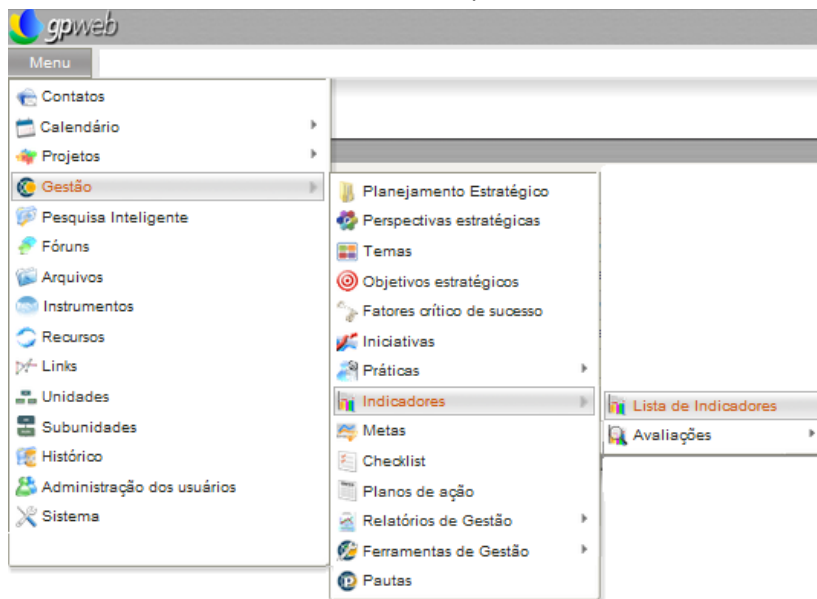 gpweb
Menu
Contatos
Calendário
Projetos
Gestão
Pesquisa Inteligente
Fóruns
Arquivos
Instrumentos
Recursos
Links
Unidades
Subunidades
Histórico
Administração dos usuários
Sistema
Planejamento Estratégico
Perspectivas estratégicas
Temas
Objetivos estratégicos
Fatores crítico de sucesso
Iniciativas
Práticas
Indicadores
Metas
Checklist
Planos de ação
Relatórios de Gestão
Ferramentas de Gestão
Pautas
Lista de Indicadores
Avaliações